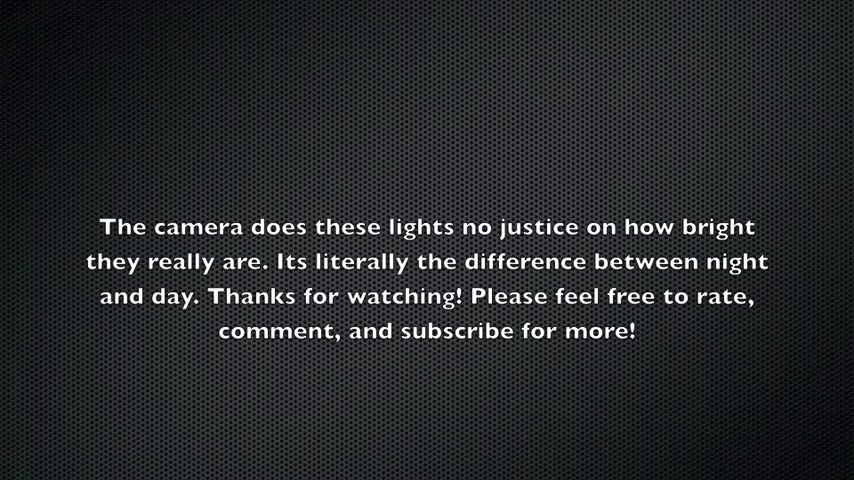 The camera does these lights no justice on how bright
they really are. Its literally the difference between night
and day. Thanks for watching! Please feel free to rate,
comment, and subscribe for more!